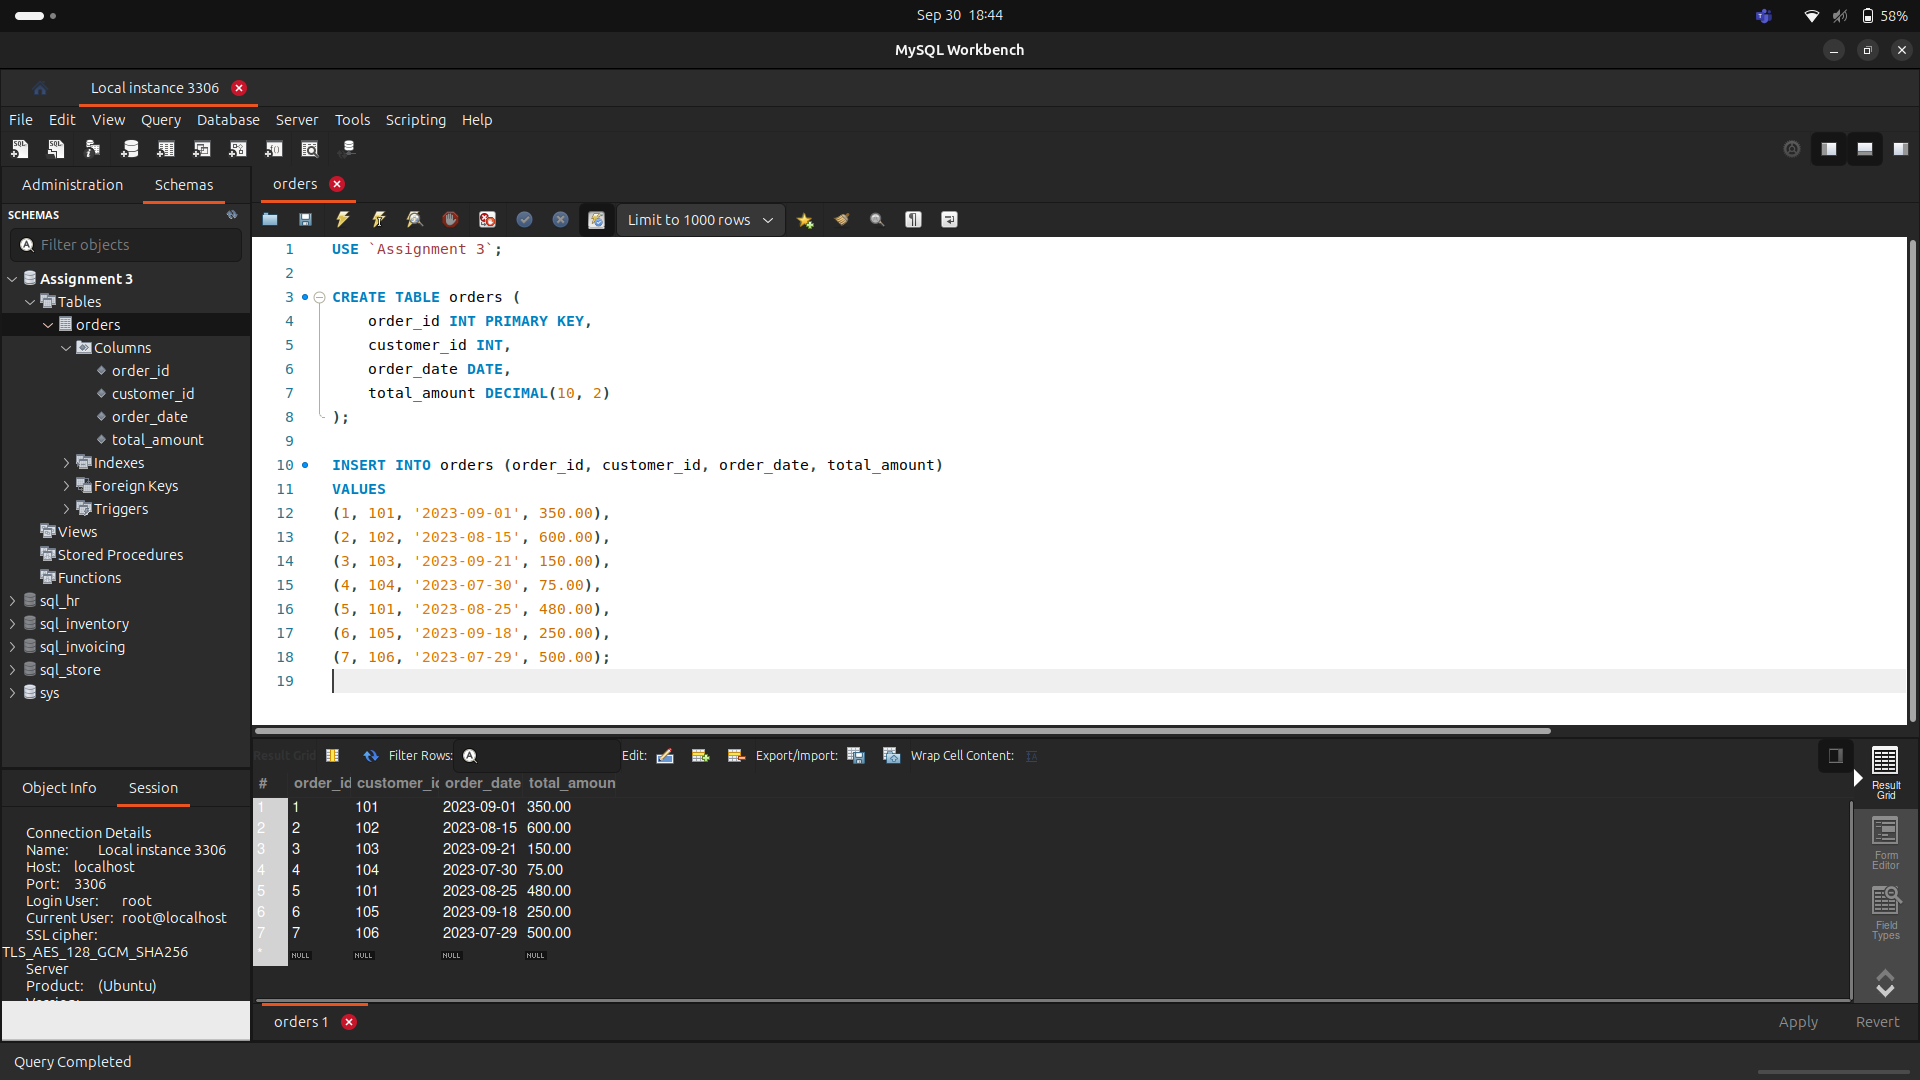 Sep 30 18:44
58%
MySQL Workbench
Local instance 3306
File Edit View Query Database Server Tools Scripting Help
Administration Schemas
orders
SCHEMAS
Limit to 1000 rows
Filter objects
Assignment 3
Tables
orders
Columns
order_id
customer_id
order_date
total_amount
Indexes
Foreign Keys
Triggers
Views
Stored Procedures
Functions
sql_hr
sql_inventory
sql_invoicing
sql_store
sys
1 USE `Assignment 3`;
2
3 CREATE TABLE orders (
4 order_id INT PRIMARY KEY,
5 customer_id INT,
6 order_date DATE,
7 total_amount DECIMAL(10, 2)
8 );
9
10 INSERT INTO orders (order_id, customer_id, order_date, total_amount)
11 VALUES
12 (1, 101, '2023-09-01', 350.00),
13 (2, 102, '2023-08-15', 600.00),
14 (3, 103, '2023-09-21', 150.00),
15 (4, 104, '2023-07-30', 75.00),
16 (5, 101, '2023-08-25', 480.00),
17 (6, 105, '2023-09-18', 250.00),
18 (7, 106, '2023-07-29', 500.00);
19
Result Grid Filter Rows: Edit: Export/Import: Wrap Cell Content:
# order_id customer_id order_date total_amoun
1 1 101 2023-09-01 350.00
2 2 102 2023-08-15 600.00
3 3 103 2023-09-21 150.00
4 4 104 2023-07-30 75.00
5 5 101 2023-08-25 480.00
6 6 105 2023-09-18 250.00
7 7 106 2023-07-29 500.00
* NULL NULL NULL NULL
Result
Grid
Form
Editor
Field
Types
Object Info Session
Connection Details
Name: Local instance 3306
Host: localhost
Port: 3306
Login User: root
Current User: root@localhost
SSL cipher:
TLS_AES_128_GCM_SHA256
Server
Product: (Ubuntu)
orders 1
Apply Revert
Query Completed